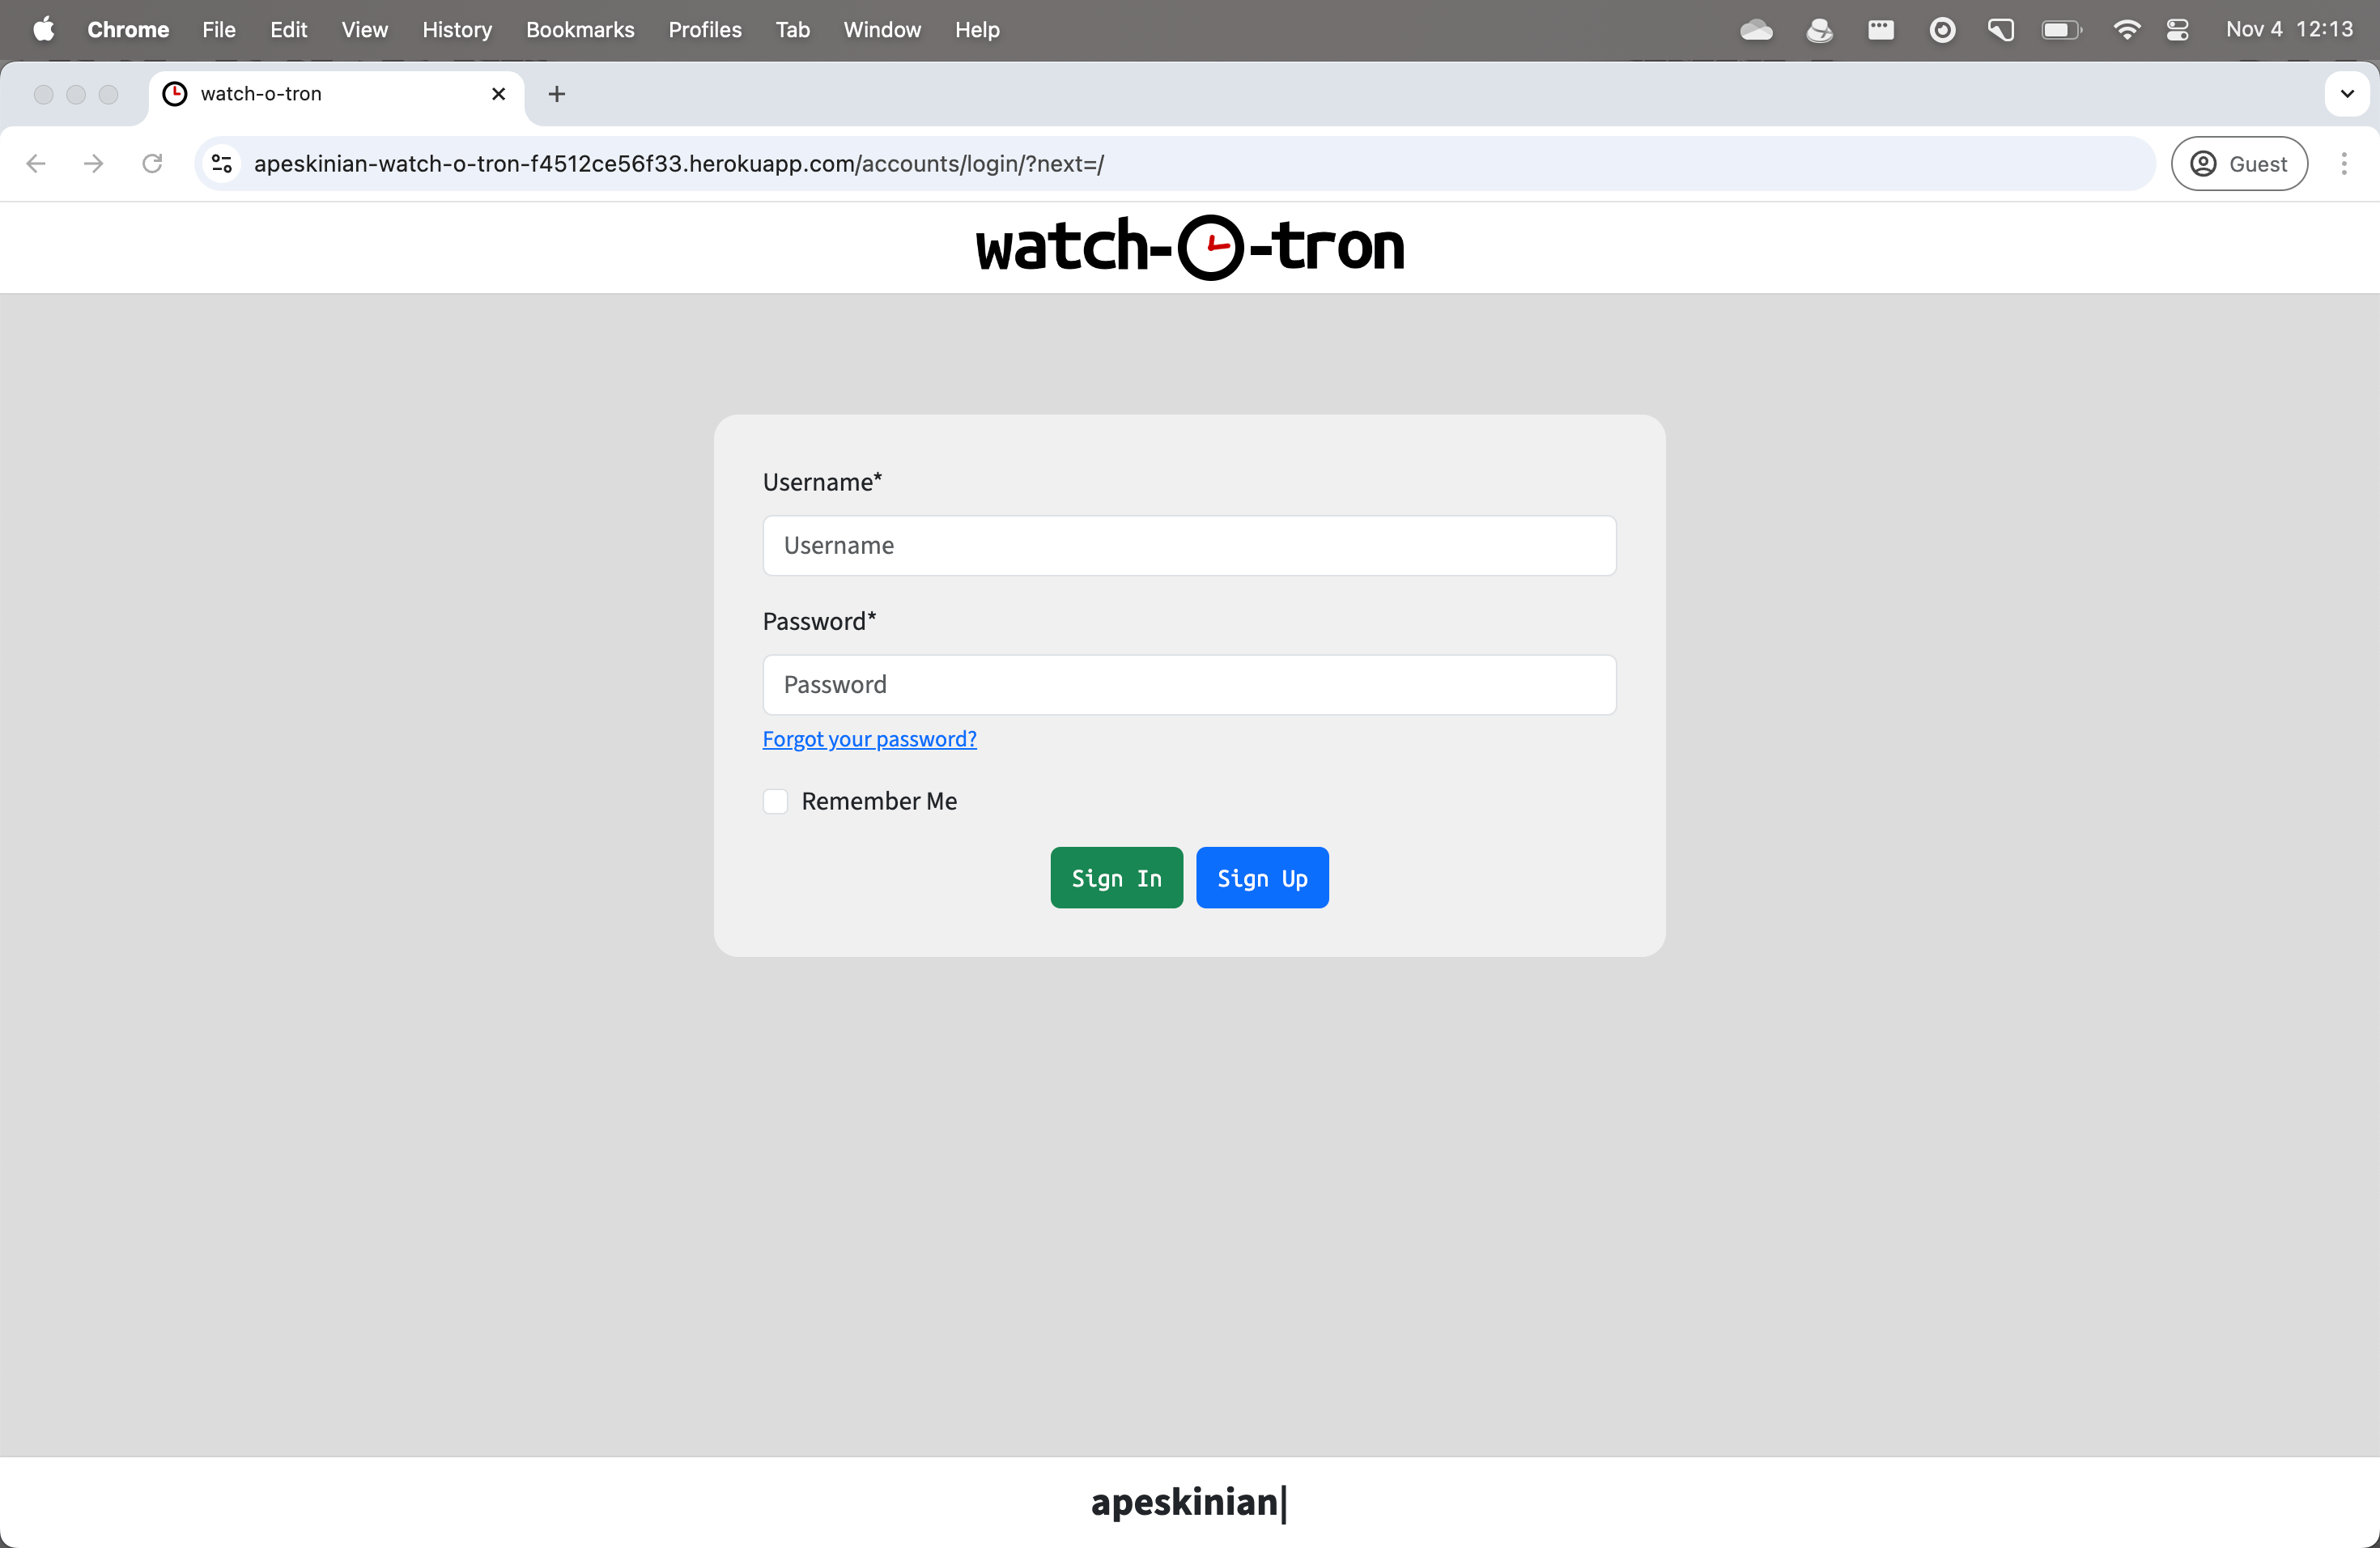 Chrome File Edit View History Bookmarks Profiles Tab Window Help Nov 4 12:13
watch-o-tron
apeskinian-watch-o-tron-f4512ce56f33.herokuapp.com/accounts/login/?next=/ Guest
watch-o-tron
Username*
Username
Password*
Password
Forgot your password?
Remember Me
Sign In Sign Up
apeskinian|